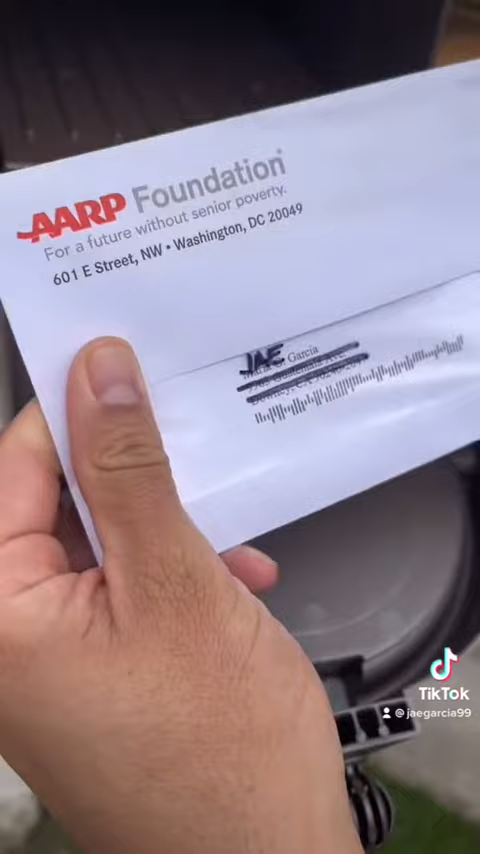 AARP Foundation®
For a future without senior poverty.
601 E Street, NW • Washington, DC 20049
JAE Garcia
TikTok
@jaegarcia99